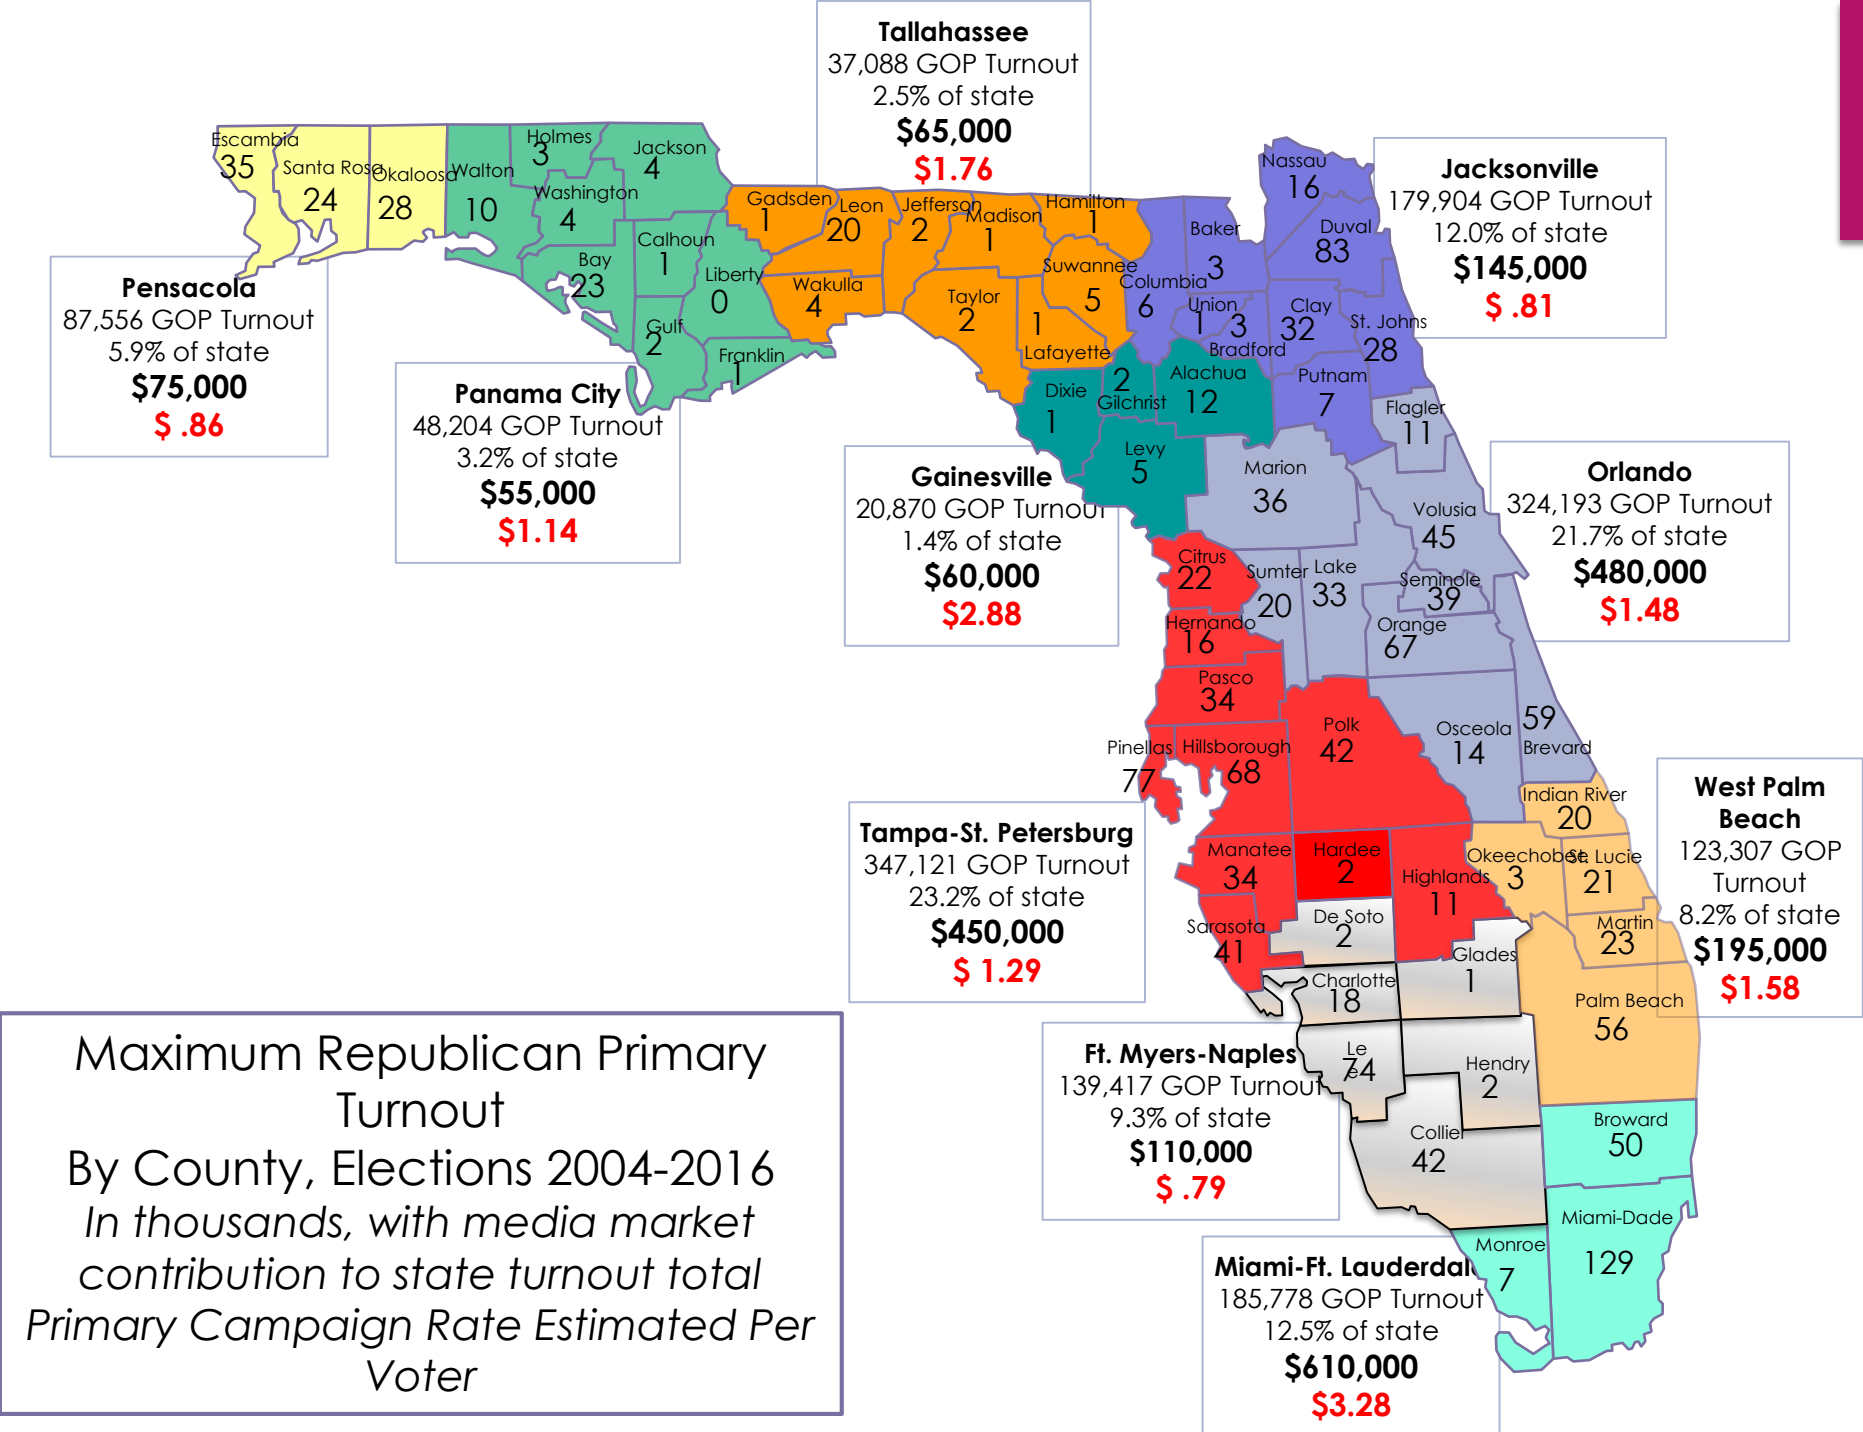 Tallahassee
37,088 GOP Turnout
2.5% of state
$65,000
$1.76
Jacksonville
179,904 GOP Turnout
12.0% of state
$145,000
$ .81
Pensacola
87,556 GOP Turnout
5.9% of state
$75,000
$ .86
Panama City
48,204 GOP Turnout
3.2% of state
$55,000
$1.14
Gainesville
20,870 GOP Turnout
1.4% of state
$60,000
$2.88
Orlando
324,193 GOP Turnout
21.7% of state
$480,000
$1.48
Tampa-St. Petersburg
347,121 GOP Turnout
23.2% of state
$450,000
$ 1.29
West Palm
Beach
123,307 GOP
Turnout
8.2% of state
$195,000
$1.58
Ft. Myers-Naples
139,417 GOP Turnout
9.3% of state
$110,000
$ .79
Miami-Ft. Lauderdale
185,778 GOP Turnout
12.5% of state
$610,000
$3.28
Escambia
35
Santa Rosa
24
Okaloosa
28
Walton
10
Holmes
3
Jackson
4
Washington
4
Bay
23
Calhoun
1
Liberty
0
Gulf
2
Franklin
1
Gadsden
1
Leon
20
Jefferson
2
Madison
1
Hamilton
1
Wakulla
4
Taylor
2
Suwannee
5
1
Lafayette
Columbia
6
Baker
3
Nassau
16
Duval
83
Union
1
3
Bradford
Clay
32
St. Johns
28
Putnam
7
Dixie
1
2
Gilchrist
Alachua
12
Levy
5
Flagler
11
Marion
36
Volusia
45
Citrus
22
Sumter
20
Lake
33
Seminole
39
Orange
67
Hernando
16
Pasco
34
Pinellas
77
Hillsborough
68
Polk
42
Osceola
14
59
Brevard
Indian River
20
Manatee
34
Hardee
2
Highlands
11
Okeechobee
3
St. Lucie
21
Sarasota
41
De Soto
2
Glades
1
Martin
23
Charlotte
18
Palm Beach
56
Le
e
74
Hendry
2
Collier
42
Broward
50
Miami-Dade
129
Monroe
7
Maximum Republican Primary
Turnout
By County, Elections 2004-2016
In thousands, with media market
contribution to state turnout total
Primary Campaign Rate Estimated Per
Voter